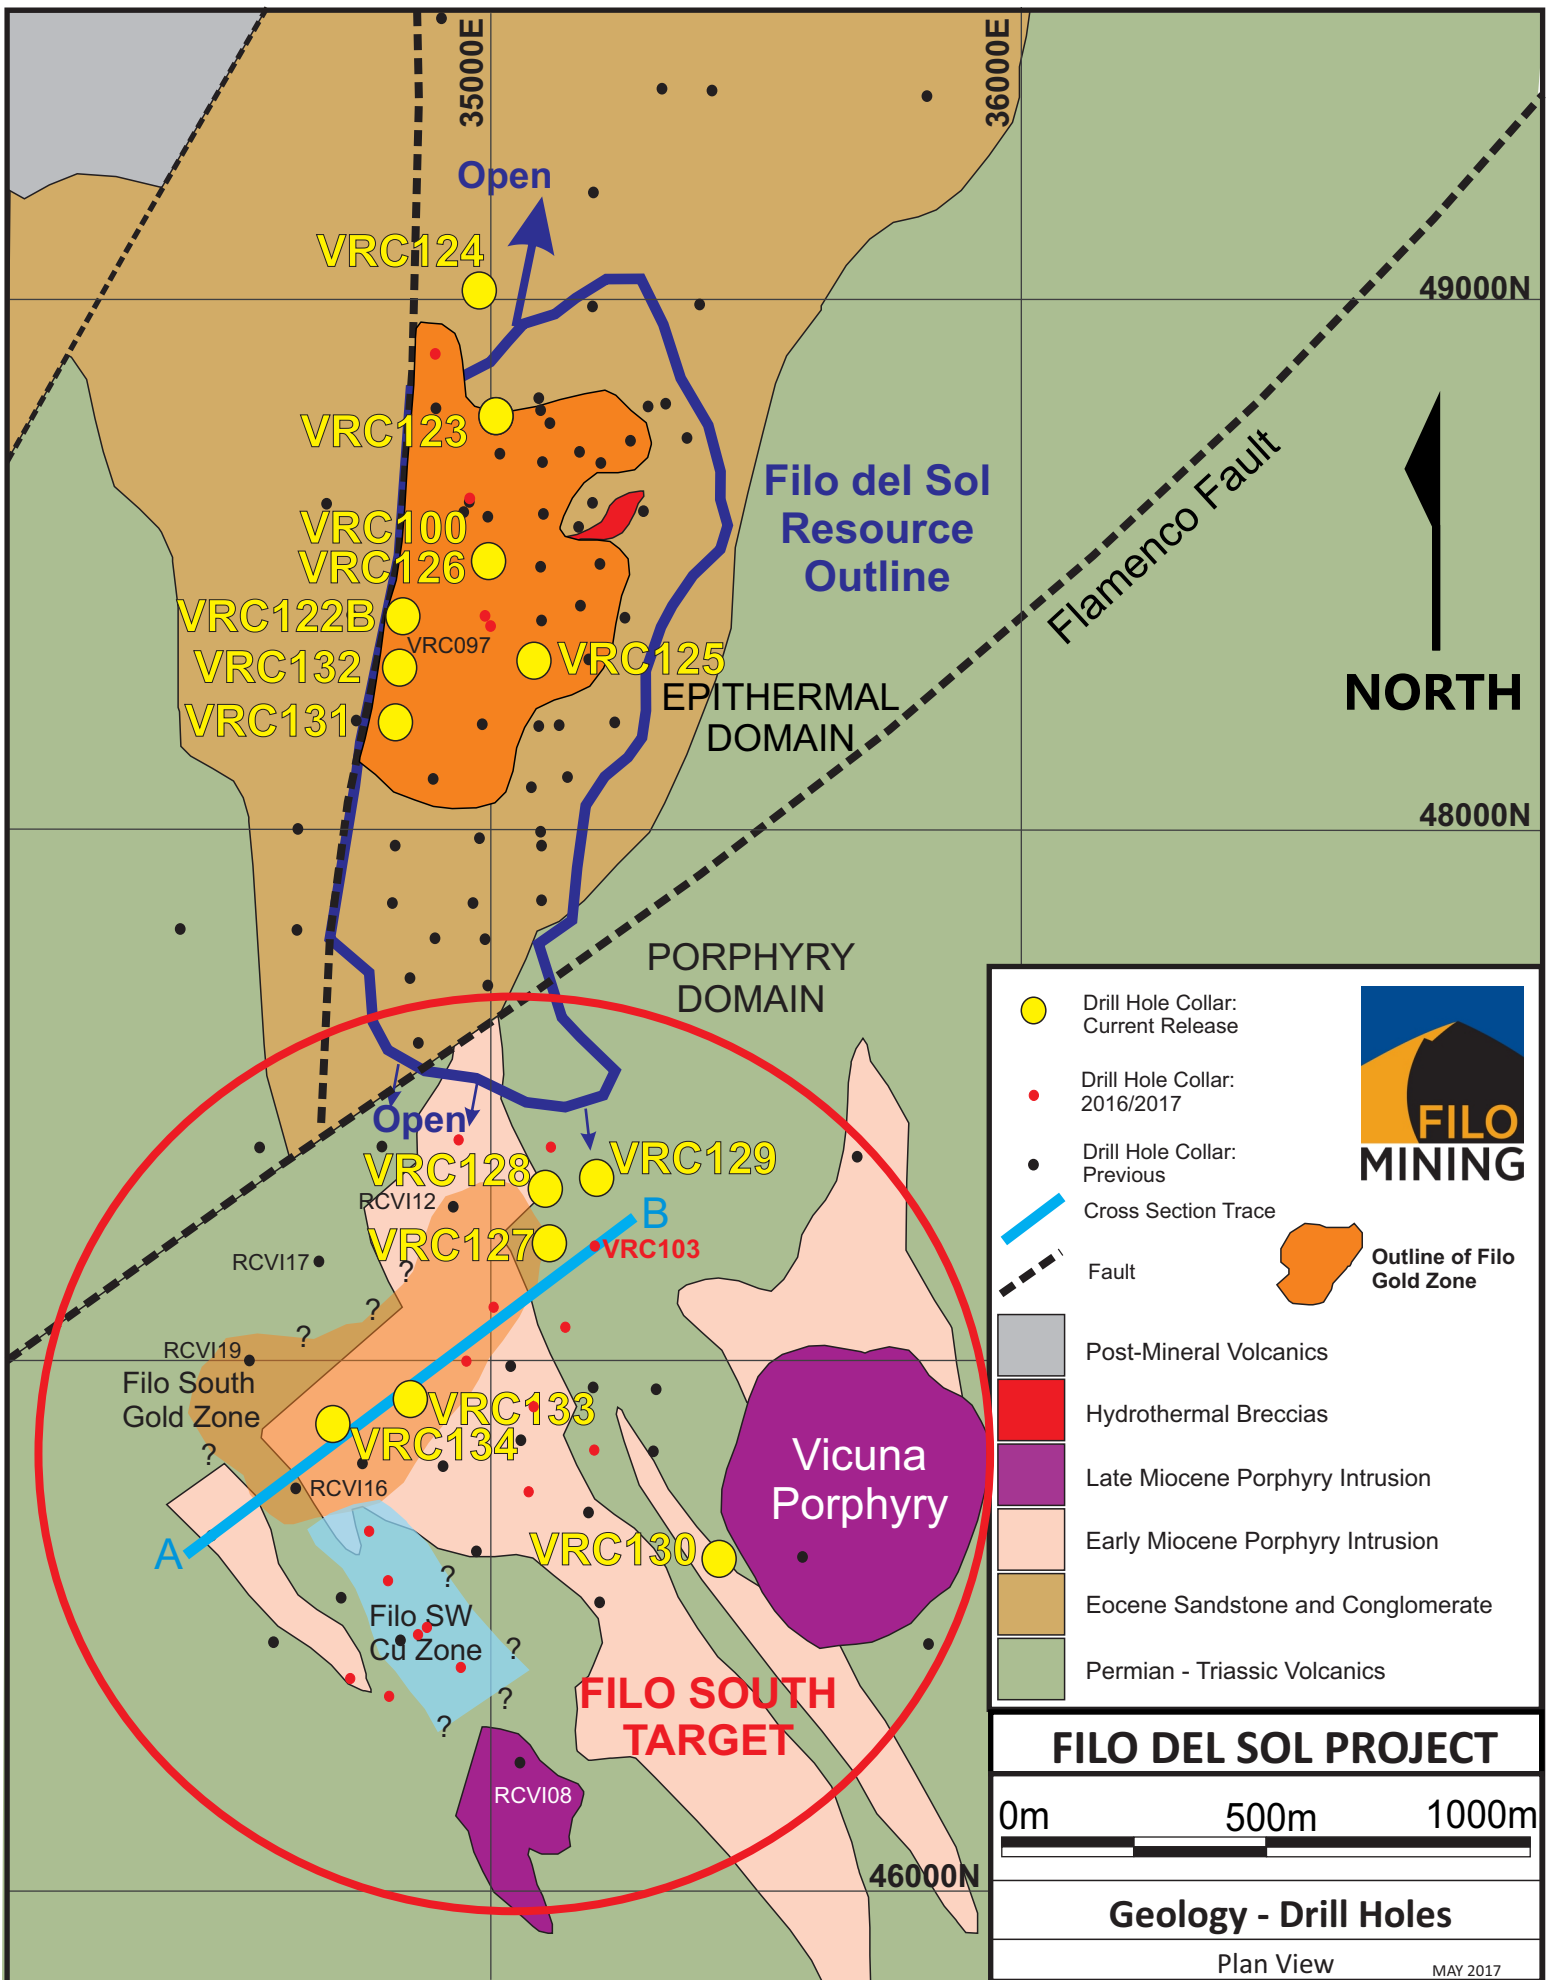 35000E
36000E
Open
VRC124
49000N
VRC123
Filo del Sol
Resource
Outline
Flamenco Fault
VRC100
VRC126
VRC122B
VRC097
VRC132
VRC125
VRC131
EPITHERMAL
DOMAIN
NORTH
48000N
PORPHYRY
DOMAIN
Open
VRC128
VRC129
RCVI12
B
VRC127
VRC103
RCVI17
?
?
?
RCVI19
Filo South
Gold Zone
VRC133
VRC134
?
RCVI16
Vicuna
Porphyry
A
VRC130
?
Filo SW
Cu Zone
?
?
?
FILO SOUTH
TARGET
RCVI08
46000N
Drill Hole Collar:
Current Release
Drill Hole Collar:
2016/2017
Drill Hole Collar:
Previous
Cross Section Trace
Fault
Outline of Filo
Gold Zone
FILO
MINING
Post-Mineral Volcanics
Hydrothermal Breccias
Late Miocene Porphyry Intrusion
Early Miocene Porphyry Intrusion
Eocene Sandstone and Conglomerate
Permian - Triassic Volcanics
FILO DEL SOL PROJECT
0m 500m 1000m
Geology - Drill Holes
Plan View
MAY 2017